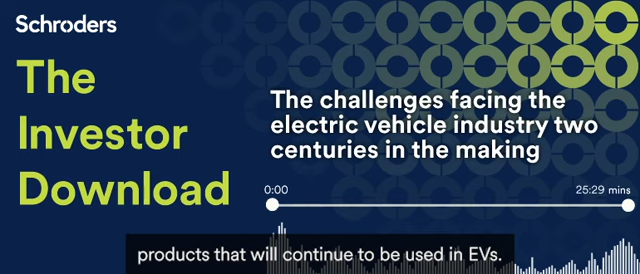 Schroders
The
Investor
Download
The challenges facing the
electric vehicle industry two
centuries in the making
0:00
25:29 mins
products that will continue to be used in EVs.